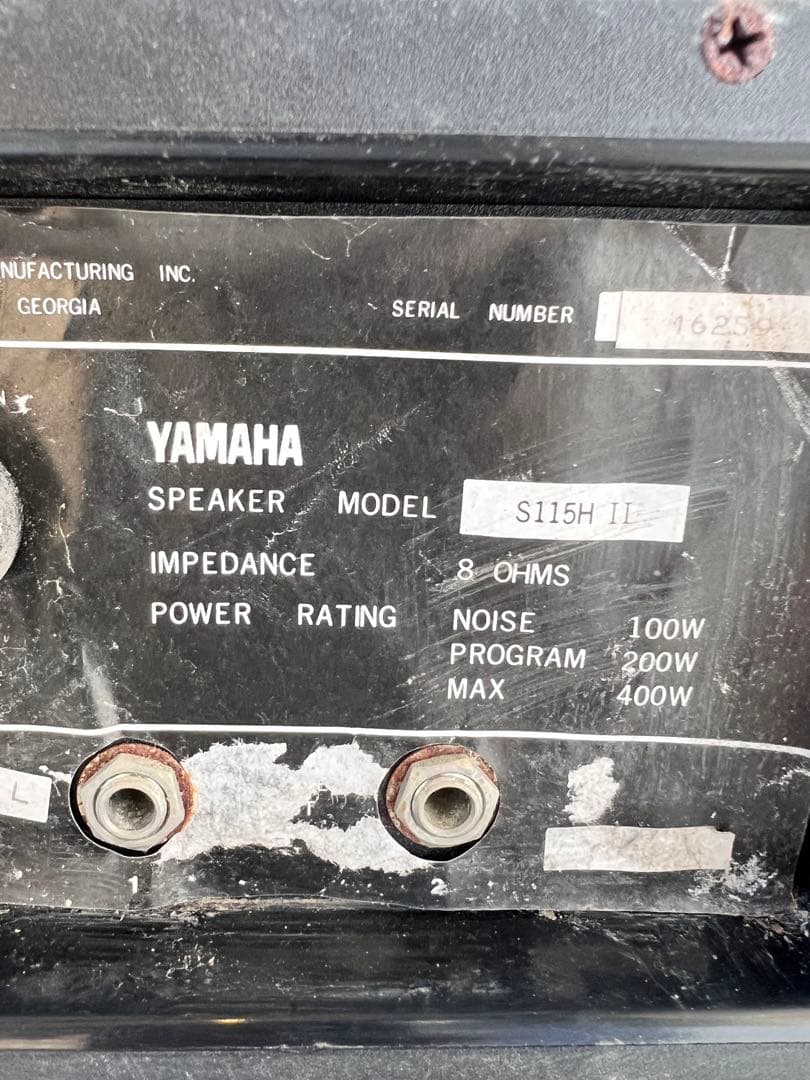 NUFACTURING INC.
GEORGIA
SERIAL NUMBER 16259
N
YAMAHA
SPEAKER MODEL S115H II
IMPEDANCE 8 OHMS
POWER RATING NOISE 100W
PROGRAM 200W
MAX 400W
L
1 2